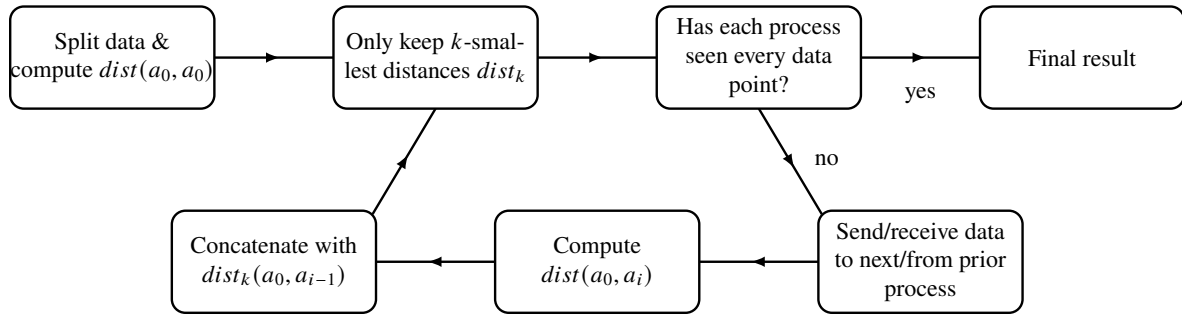 Split data &
compute dist(a₀, a₀)
Only keep k-smal-
lest distances distₖ
Has each process
seen every data
point?
yes
Final result
no
Send/receive data
to next/from prior
process
Compute
dist(a₀, aᵢ)
Concatenate with
distₖ(a₀, aᵢ₋₁)